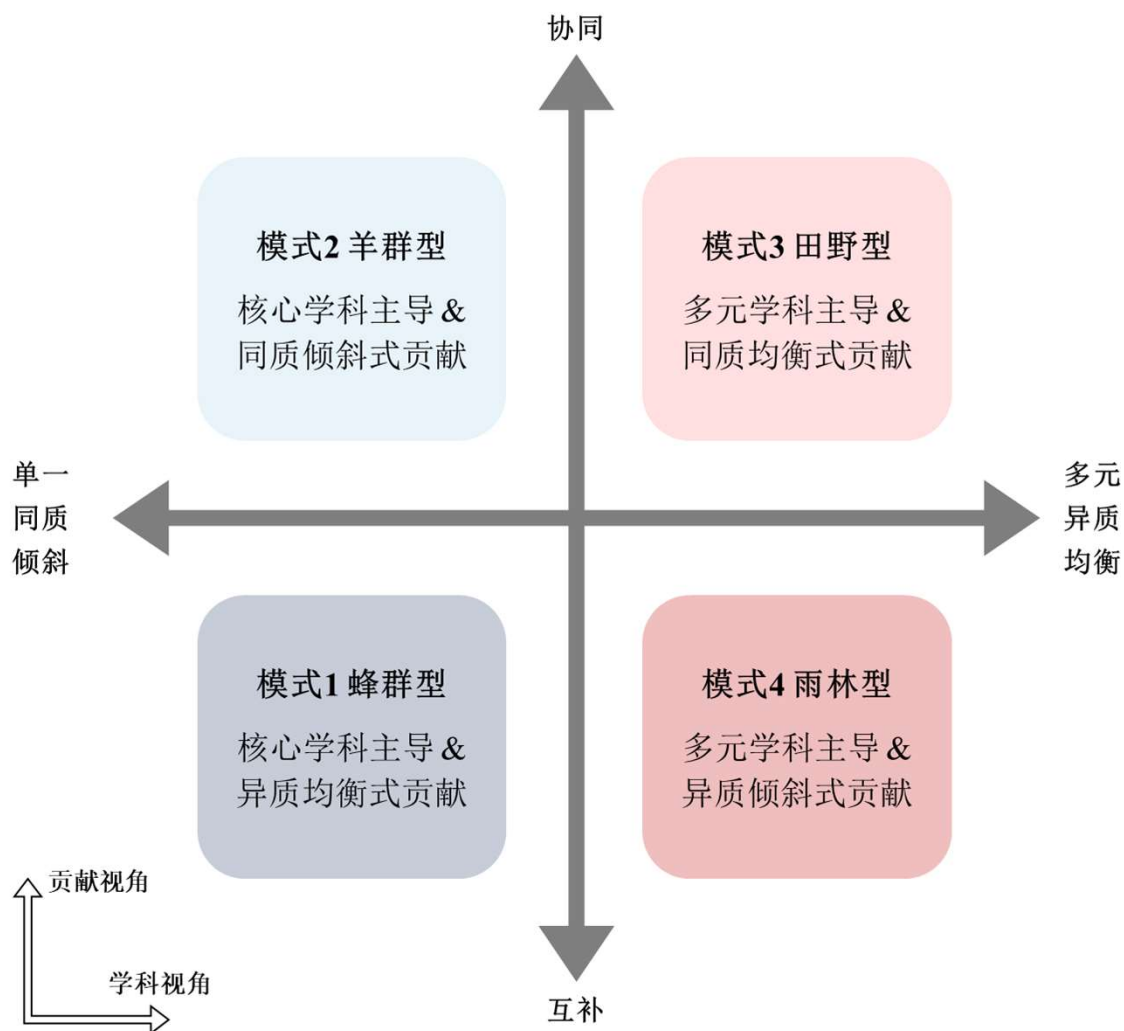 协同
模式2 羊群型
核心学科主导 &
同质倾斜式贡献
模式3 田野型
多元学科主导 &
同质均衡式贡献
单一
同质
倾斜
多元
异质
均衡
模式1 蜂群型
核心学科主导 &
异质均衡式贡献
模式4 雨林型
多元学科主导 &
异质倾斜式贡献
贡献视角
学科视角
互补